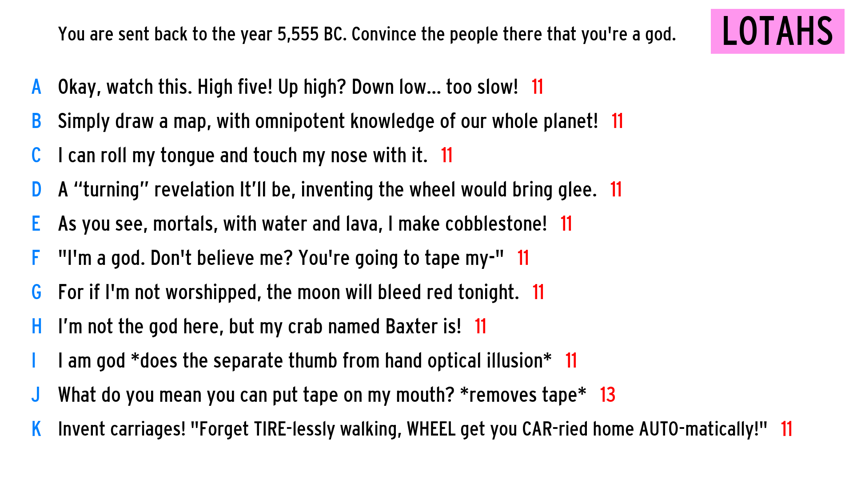 You are sent back to the year 5,555 BC. Convince the people there that you're a god.
LOTAHS
A Okay, watch this. High five! Up high? Down low... too slow! 11
B Simply draw a map, with omnipotent knowledge of our whole planet! 11
C I can roll my tongue and touch my nose with it. 11
D A “turning” revelation It’ll be, inventing the wheel would bring glee. 11
E As you see, mortals, with water and lava, I make cobblestone! 11
F "I'm a god. Don't believe me? You're going to tape my-" 11
G For if I'm not worshipped, the moon will bleed red tonight. 11
H I’m not the god here, but my crab named Baxter is! 11
I I am god *does the separate thumb from hand optical illusion* 11
J What do you mean you can put tape on my mouth? *removes tape* 13
K Invent carriages! "Forget TIRE-lessly walking, WHEEL get you CAR-ried home AUTO-matically!" 11